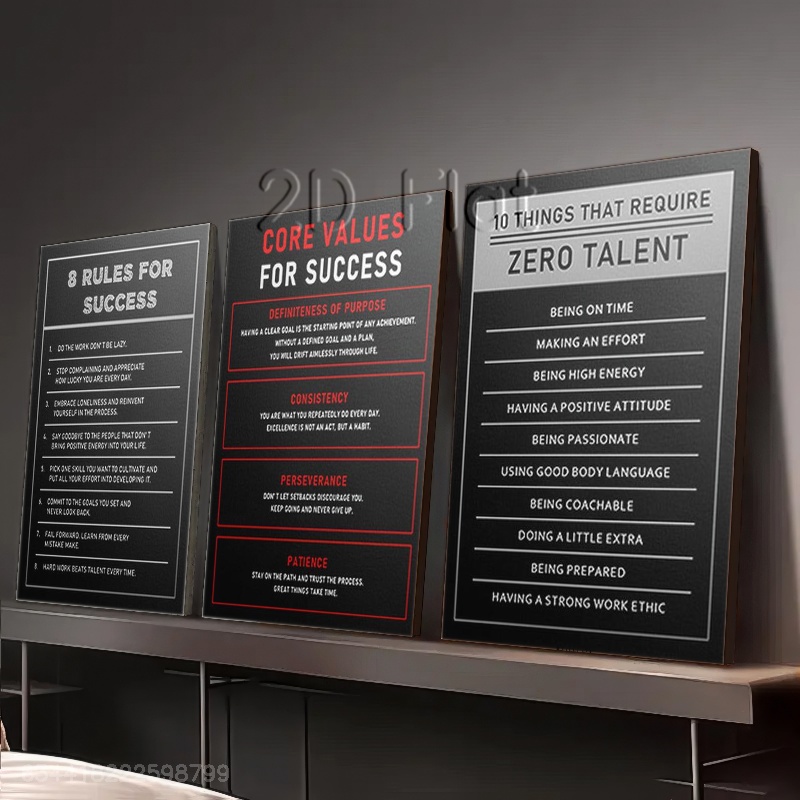 2D Flat
8 RULES FOR
SUCCESS
1. DO THE WORK DON'T BE LAZY.
2. STOP COMPLAINING AND APPRECIATE
HOW LUCKY YOU ARE EVERY DAY.
3. EMBRACE LONELINESS AND REINVENT
YOURSELF IN THE PROCESS.
4. SAY GOODBYE TO THE PEOPLE THAT DON'T
BRING POSITIVE ENERGY INTO YOUR LIFE.
5. PICK ONE SKILL YOU WANT TO CULTIVATE AND
PUT ALL YOUR EFFORT INTO DEVELOPING IT.
6. COMMIT TO THE GOALS YOU SET AND
NEVER LOOK BACK.
7. FAIL FORWARD. LEARN FROM EVERY
MISTAKE MAKE.
8. HARD WORK BEATS TALENT EVERY TIME.
CORE VALUES
FOR SUCCESS
DEFINITENESS OF PURPOSE
HAVING A CLEAR GOAL IS THE STARTING POINT OF ANY ACHIEVEMENT.
WITHOUT A DEFINED GOAL AND A PLAN,
YOU WILL DRIFT AIMLESSLY THROUGH LIFE.
CONSISTENCY
YOU ARE WHAT YOU REPEATEDLY DO EVERY DAY.
EXCELLENCE IS NOT AN ACT, BUT A HABIT.
PERSEVERANCE
DON'T LET SETBACKS DISCOURAGE YOU.
KEEP GOING AND NEVER GIVE UP.
PATIENCE
STAY ON THE PATH AND TRUST THE PROCESS.
GREAT THINGS TAKE TIME.
10 THINGS THAT REQUIRE
ZERO TALENT
BEING ON TIME
MAKING AN EFFORT
BEING HIGH ENERGY
HAVING A POSITIVE ATTITUDE
BEING PASSIONATE
USING GOOD BODY LANGUAGE
BEING COACHABLE
DOING A LITTLE EXTRA
BEING PREPARED
HAVING A STRONG WORK ETHIC